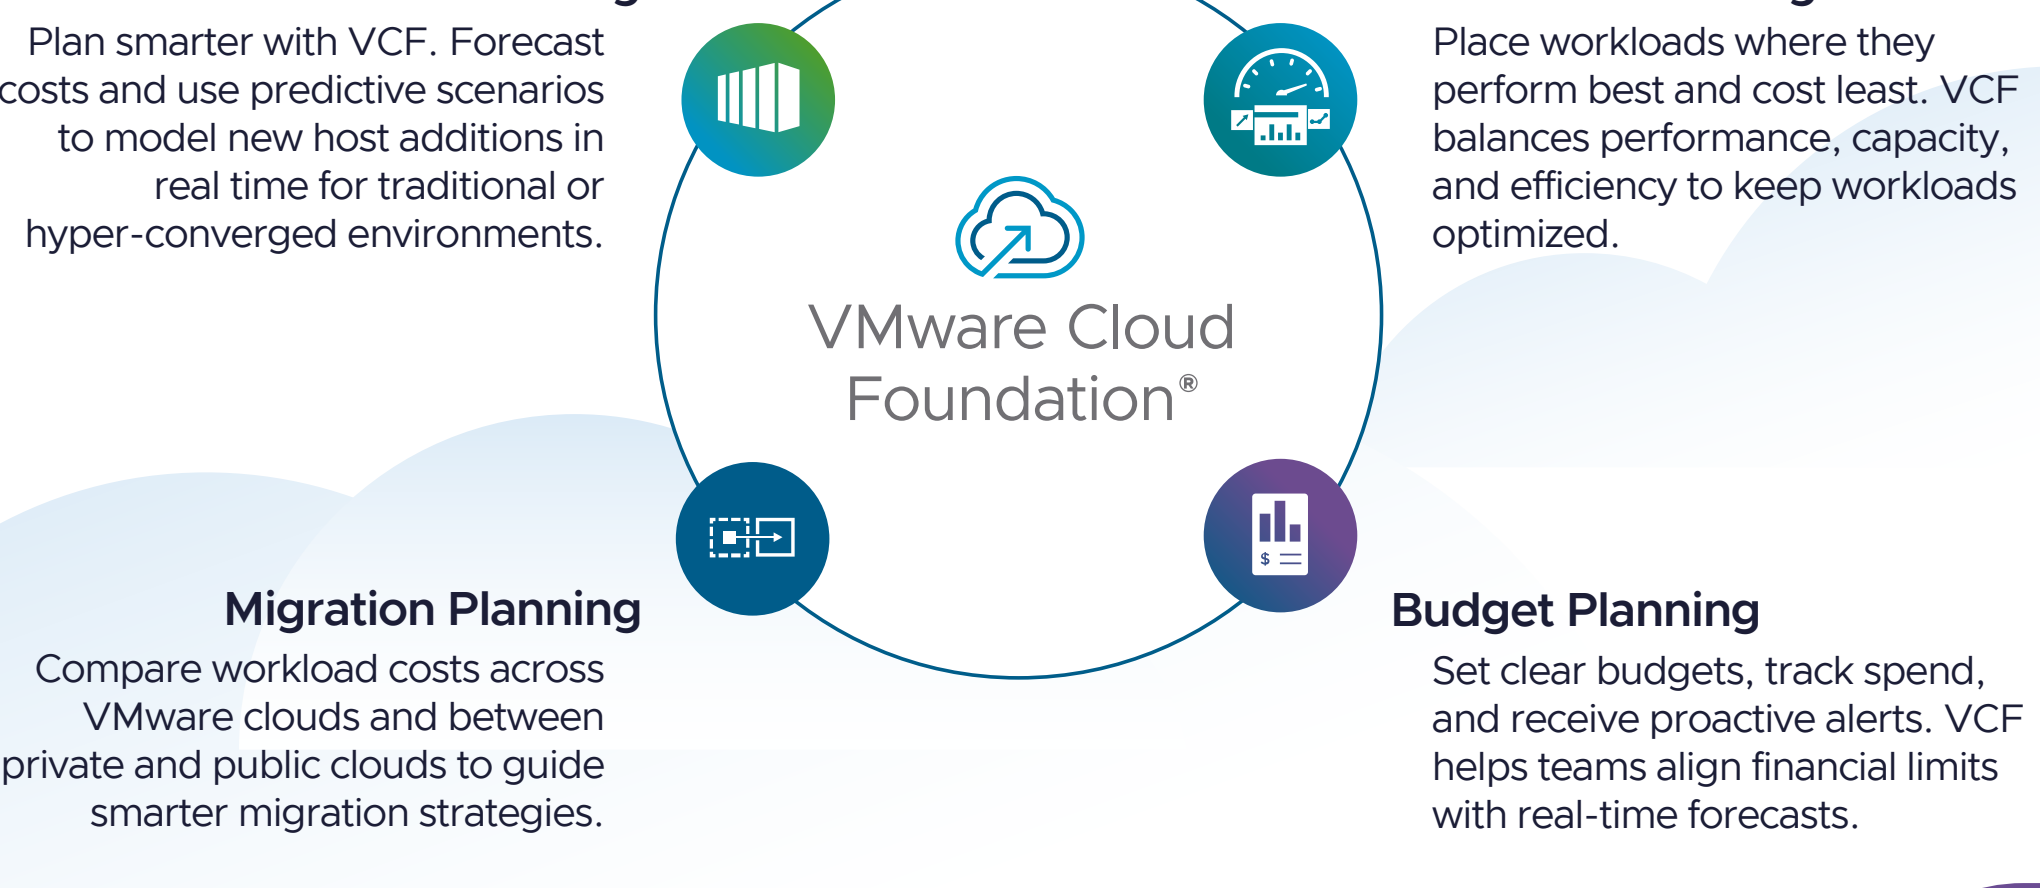 Plan smarter with VCF. Forecast
costs and use predictive scenarios
to model new host additions in
real time for traditional or
hyper-converged environments.
Place workloads where they
perform best and cost least. VCF
balances performance, capacity,
and efficiency to keep workloads
optimized.
VMware Cloud
Foundation®
Migration Planning
Compare workload costs across
VMware clouds and between
private and public clouds to guide
smarter migration strategies.
$
Budget Planning
Set clear budgets, track spend,
and receive proactive alerts. VCF
helps teams align financial limits
with real-time forecasts.